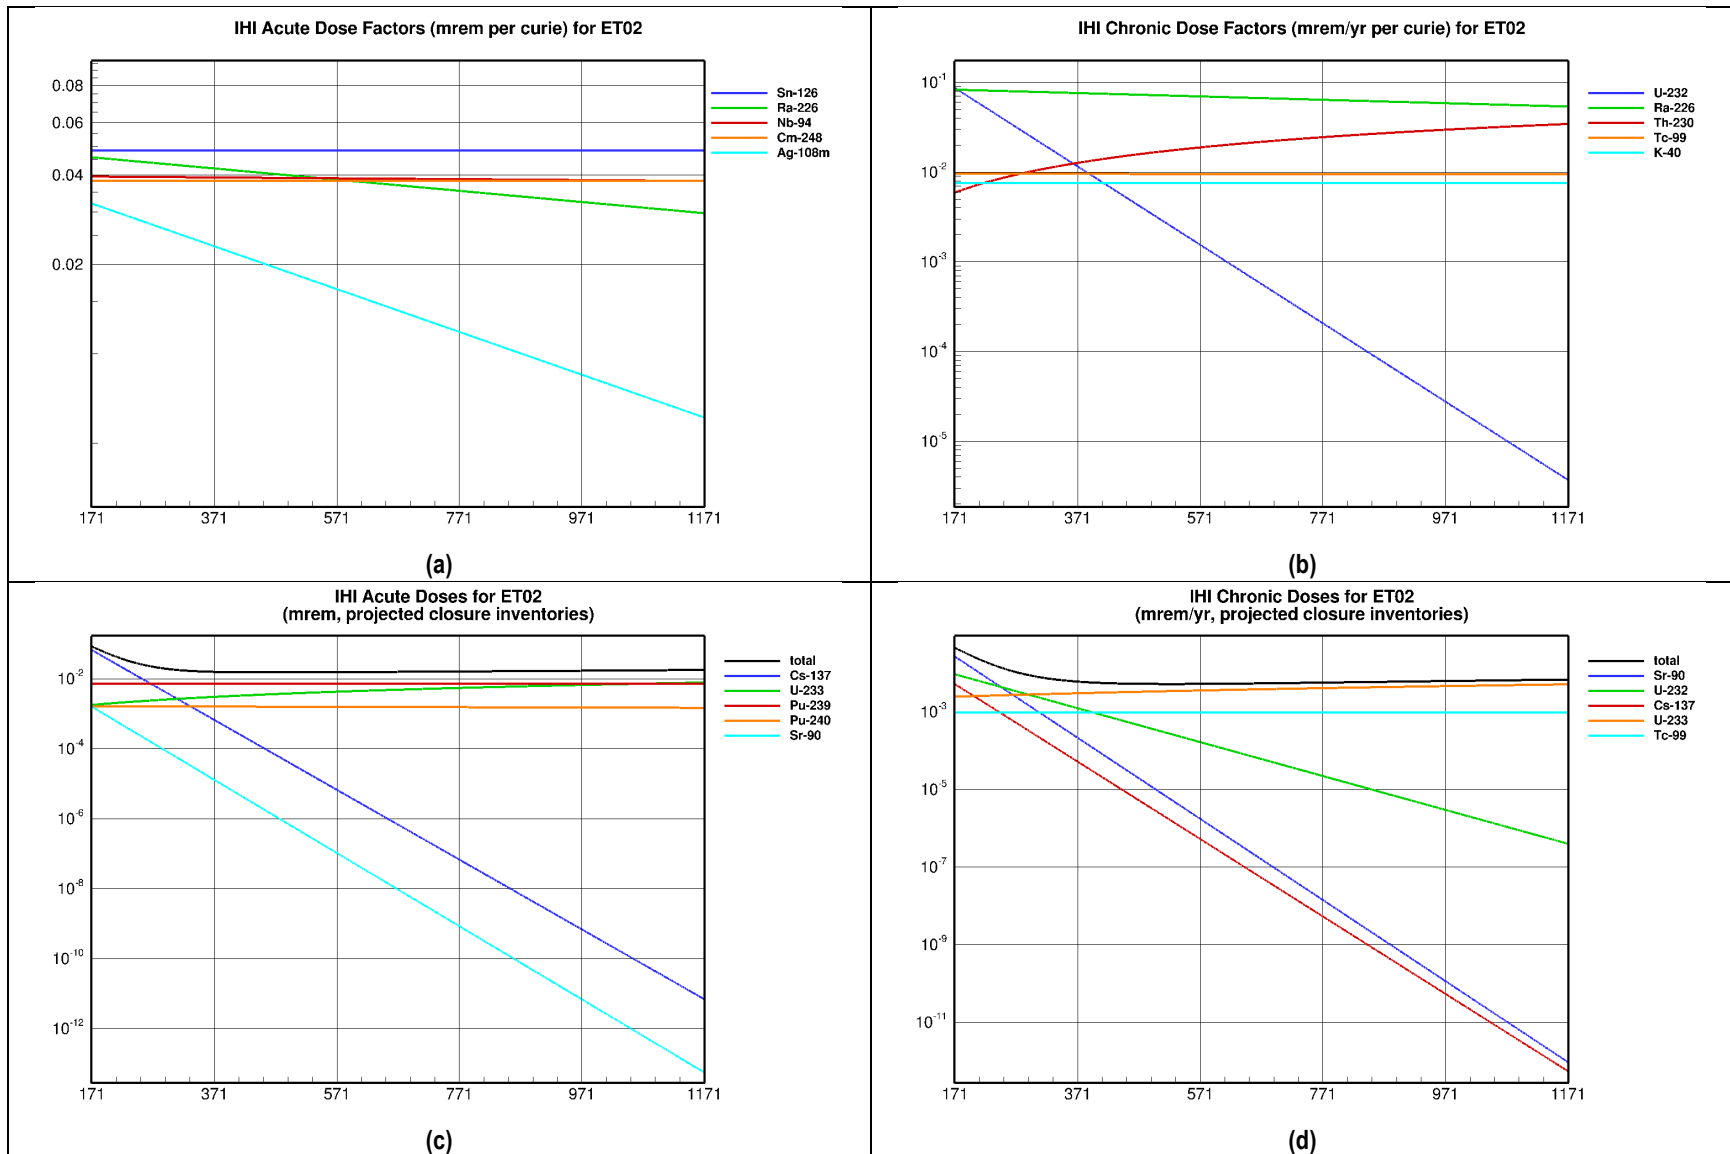 IHI Acute Dose Factors (mrem per curie) for ET02
0.08
0.06
0.04
0.02
Sn-126
Ra-226
Nb-94
Cm-248
Ag-108m
171 371 571 771 971 1171
(a)
IHI Chronic Dose Factors (mrem/yr per curie) for ET02
10-1
10-2
10-3
10-4
10-5
U-232
Ra-226
Th-230
Tc-99
K-40
171 371 571 771 971 1171
(b)
IHI Acute Doses for ET02
(mrem, projected closure inventories)
10-2
10-4
10-6
10-8
10-10
10-12
total
Cs-137
U-233
Pu-239
Pu-240
Sr-90
171 371 571 771 971 1171
(c)
IHI Chronic Doses for ET02
(mrem/yr, projected closure inventories)
10-3
10-5
10-7
10-9
10-11
total
Sr-90
U-232
Cs-137
U-233
Tc-99
171 371 571 771 971 1171
(d)